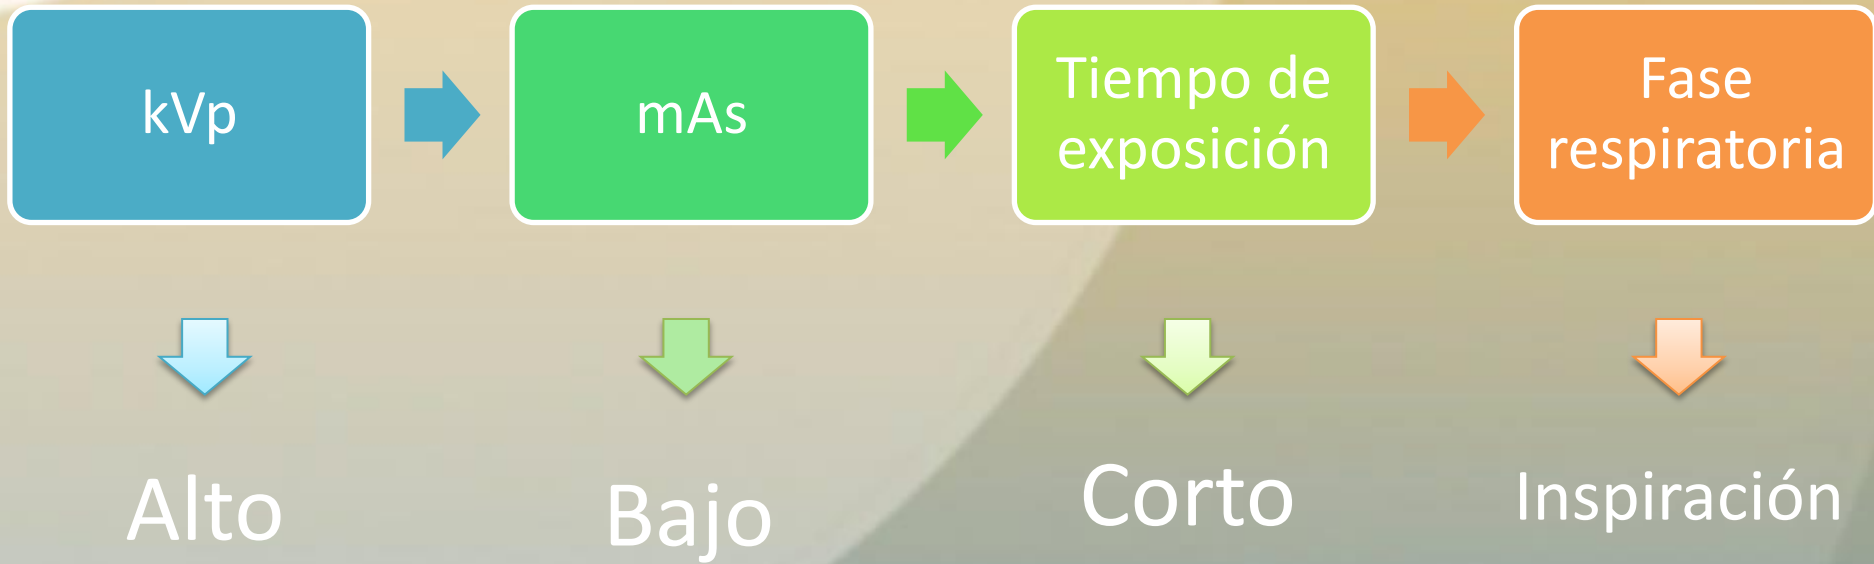 kVp
mAs
Tiempo de
exposición
Fase
respiratoria
Alto
Bajo
Corto
Inspiración